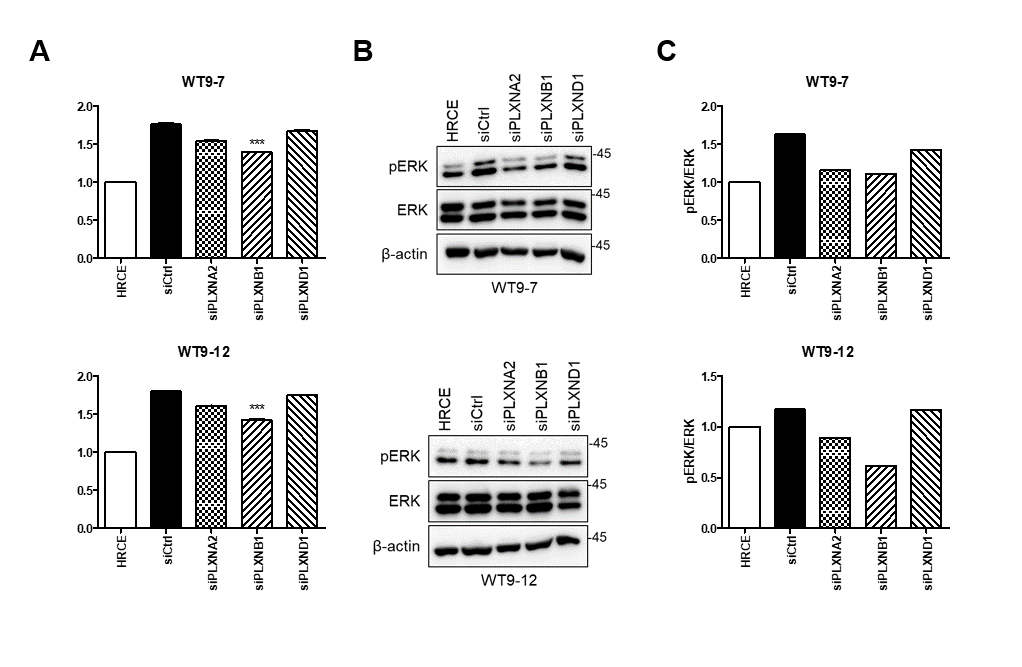 A
B
C
WT9-7
2.0
1.5
1.0
0.5
0.0
***
HRCE
siCtrl
siPLXNA2
siPLXNB1
siPLXND1
HRCE
siCtrl
siPLXNA2
siPLXNB1
siPLXND1
pERK
-45
ERK
-45
β-actin
-45
WT9-7
WT9-7
pERK/ERK
2.0
1.5
1.0
0.5
0.0
HRCE
siCtrl
siPLXNA2
siPLXNB1
siPLXND1
WT9-12
2.0
1.5
1.0
0.5
0.0
***
HRCE
siCtrl
siPLXNA2
siPLXNB1
siPLXND1
HRCE
siCtrl
siPLXNA2
siPLXNB1
siPLXND1
pERK
-45
ERK
-45
β-actin
-45
WT9-12
WT9-12
pERK/ERK
1.5
1.0
0.5
0.0
HRCE
siCtrl
siPLXNA2
siPLXNB1
siPLXND1